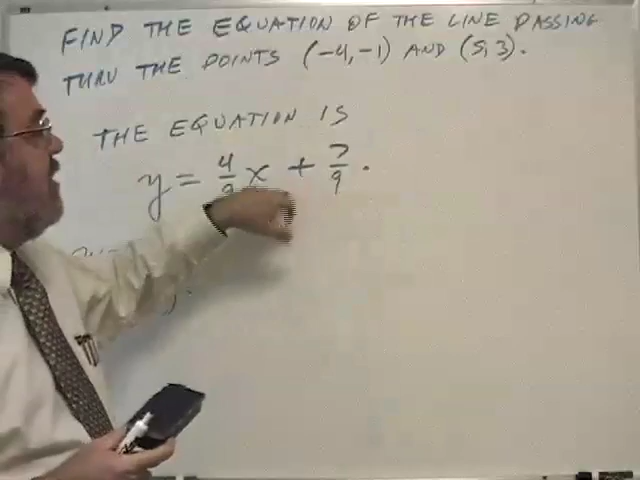 FIND THE EQUATION OF THE LINE PASSING
THRU THE POINTS (-4,-1) AND (5,3).
THE EQUATION IS
y = 4/9 x + 7/9.